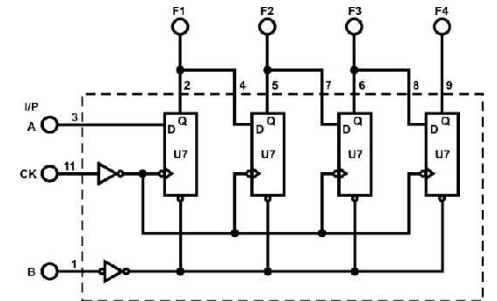 F1 F2 F3 F4
2 4 5 7 6 8 9
I/P
A 3 D Q D Q D Q D Q
U7 U7 U7 U7
CK 11
B 1